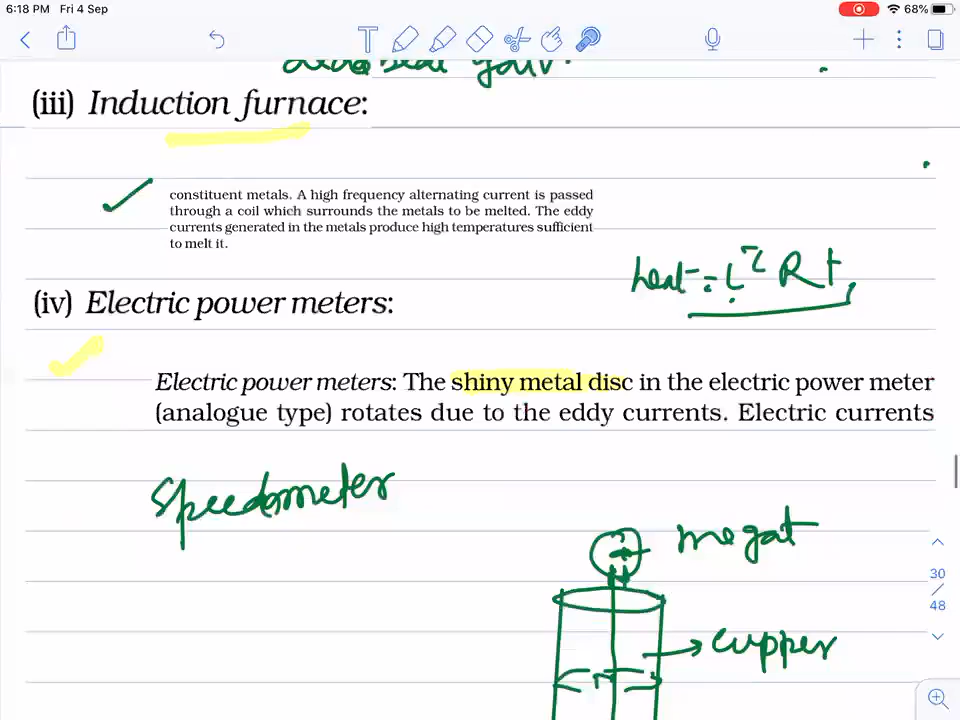 6:18 PM Fri 4 Sep
68%
(iii) Induction furnace:
constituent metals. A high frequency alternating current is passed
through a coil which surrounds the metals to be melted. The eddy
currents generated in the metals produce high temperatures sufficient
to melt it.
heat = i² R t
(iv) Electric power meters:
Electric power meters: The shiny metal disc in the electric power meter
(analogue type) rotates due to the eddy currents. Electric currents
Speedometer
megat
cupper
30
/
48